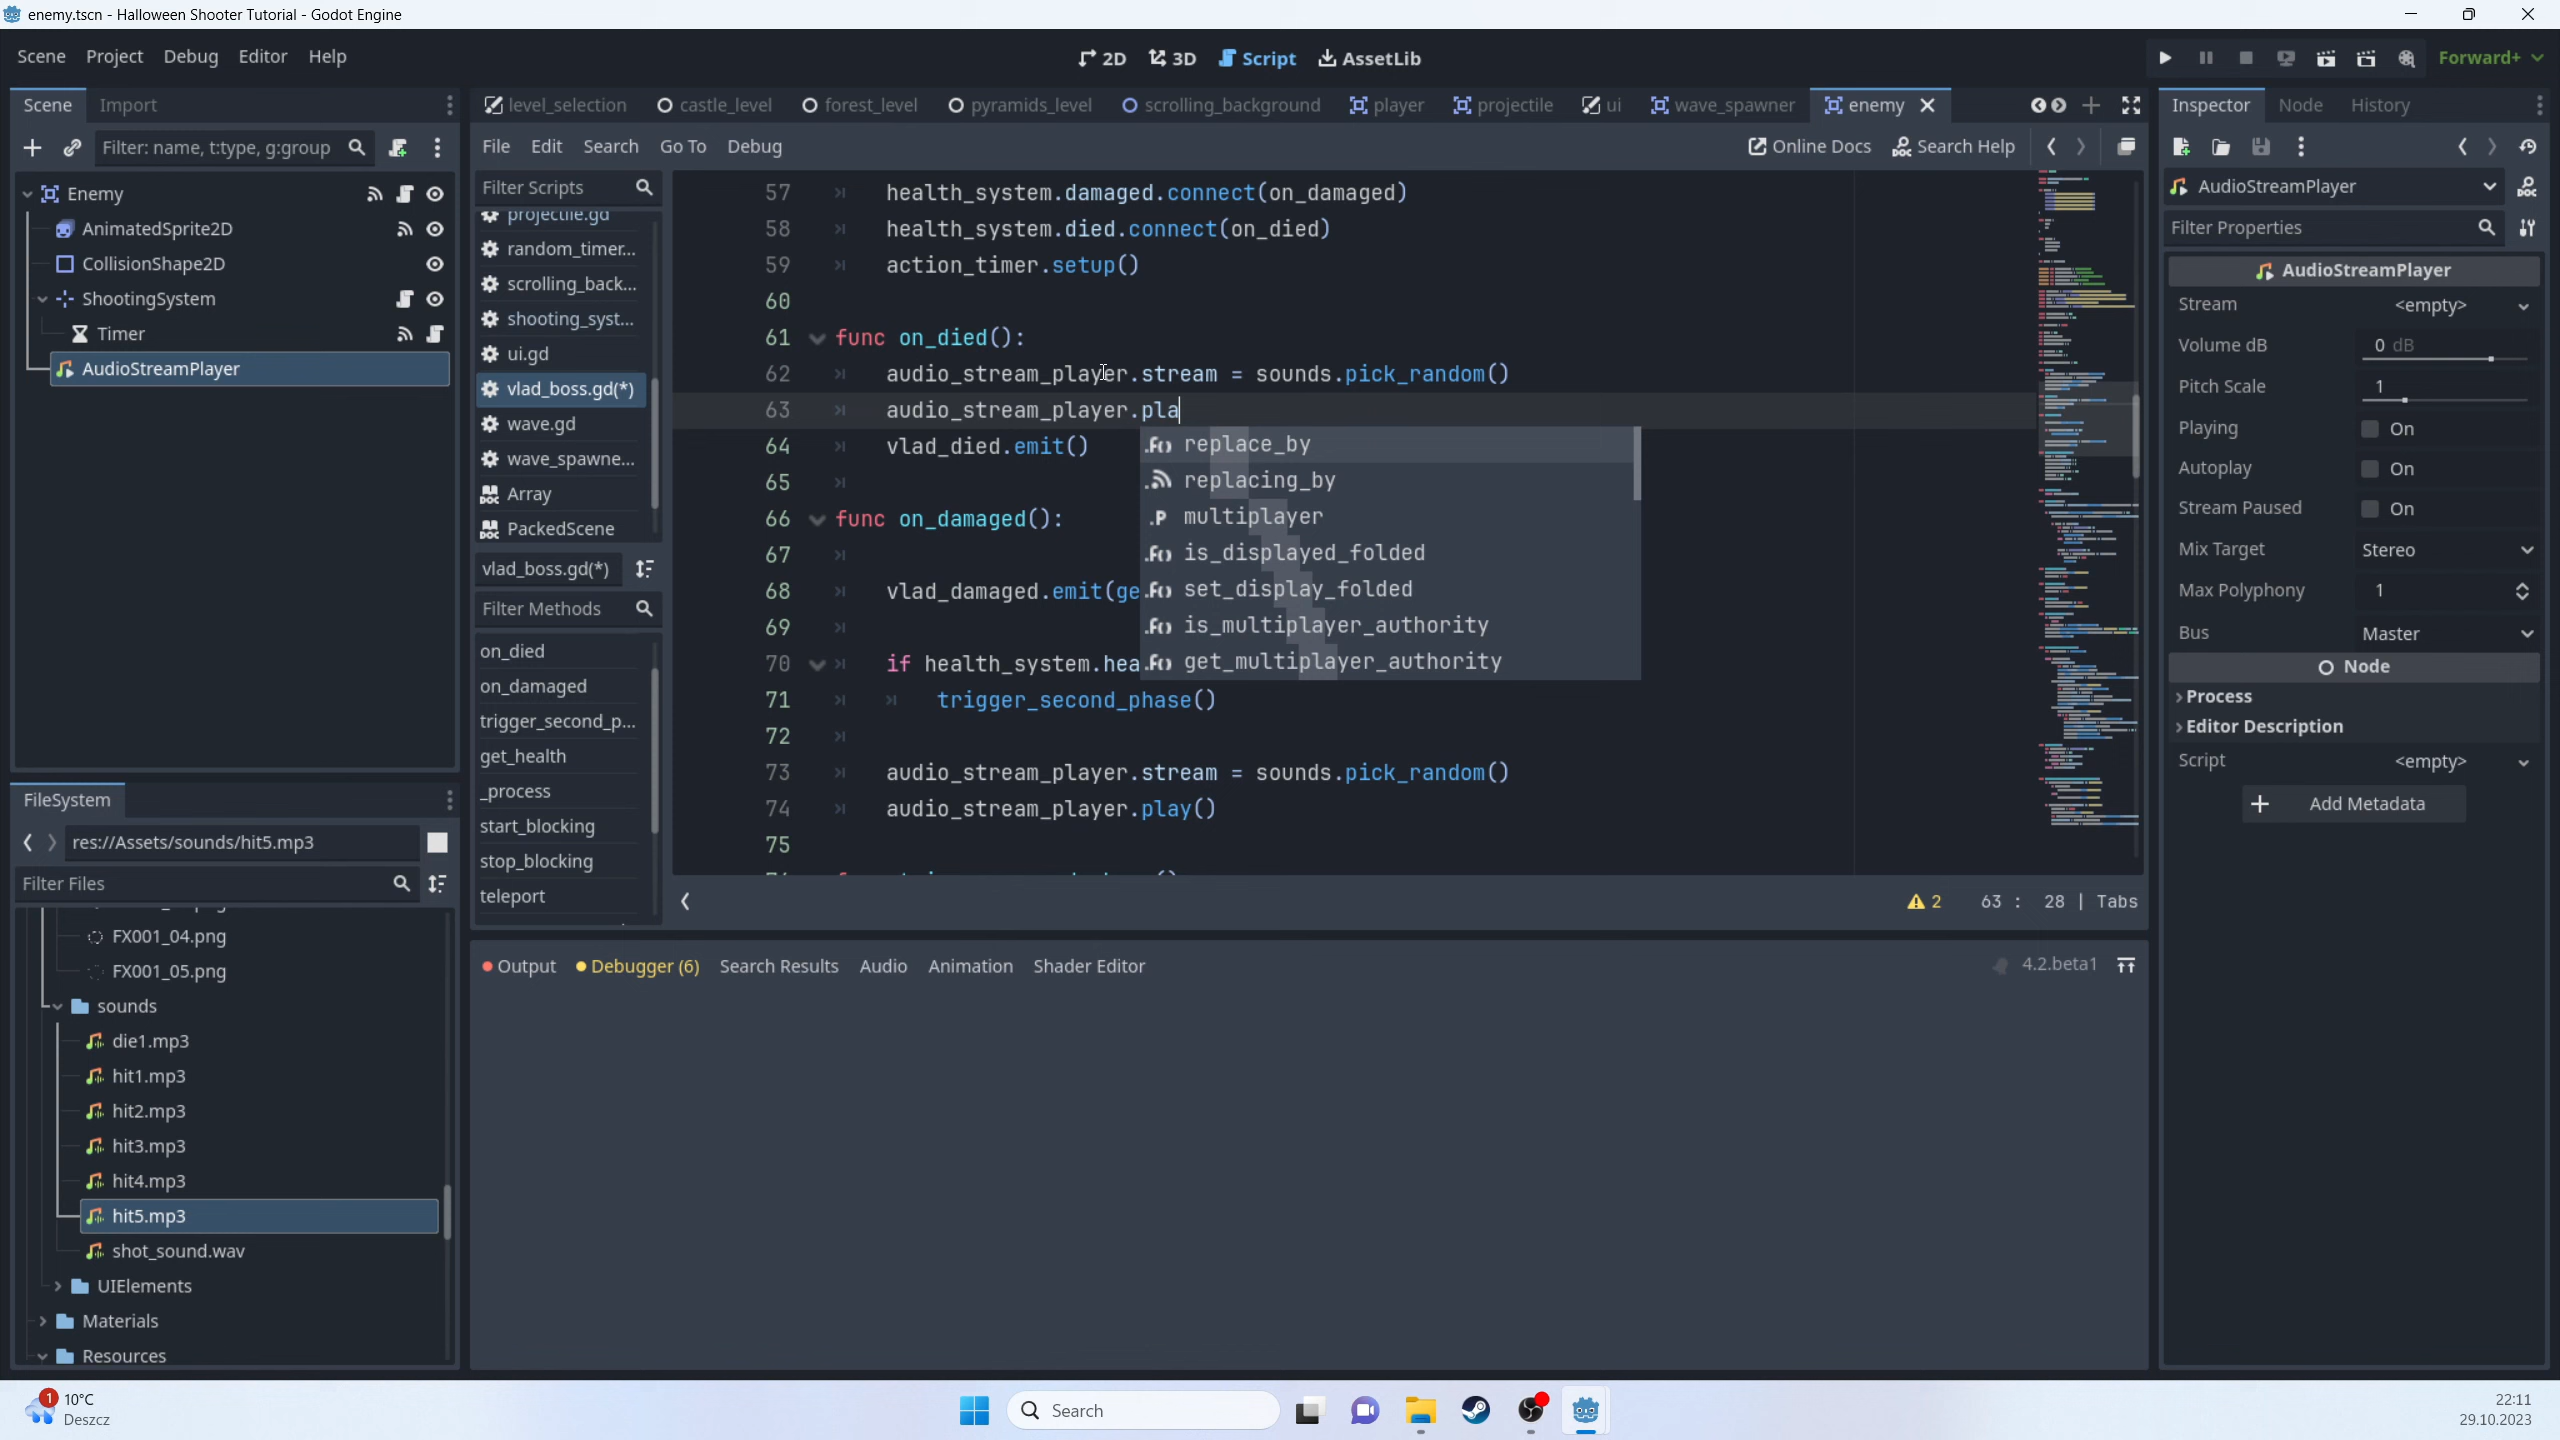 enemy.tscn - Halloween Shooter Tutorial - Godot Engine
Scene Project Debug Editor Help
2D 3D Script AssetLib
Forward+
Scene Import
level_selection castle_level forest_level pyramids_level scrolling_background player projectile ui wave_spawner enemy
Inspector Node History
Filter: name, t:type, g:group
File Edit Search Go To Debug
Online Docs Search Help
Enemy
AnimatedSprite2D
CollisionShape2D
ShootingSystem
Timer
AudioStreamPlayer
Filter Scripts
projectile.gd
random_timer...
scrolling_back...
shooting_syst...
ui.gd
vlad_boss.gd(*)
wave.gd
wave_spawne...
Array
PackedScene
vlad_boss.gd(*)
Filter Methods
on_died
on_damaged
trigger_second_p...
get_health
_process
start_blocking
stop_blocking
teleport
57 health_system.damaged.connect(on_damaged)
58 health_system.died.connect(on_died)
59 action_timer.setup()
60
61 func on_died():
62 audio_stream_player.stream = sounds.pick_random()
63 audio_stream_player.pla
64 vlad_died.emit()
65
66 func on_damaged():
67
68 vlad_damaged.emit(ge
69
70 if health_system.hea
71 trigger_second_phase()
72
73 audio_stream_player.stream = sounds.pick_random()
74 audio_stream_player.play()
75
replace_by
replacing_by
multiplayer
is_displayed_folded
set_display_folded
is_multiplayer_authority
get_multiplayer_authority
2 63 : 28 | Tabs
AudioStreamPlayer
Filter Properties
AudioStreamPlayer
Stream <empty>
Volume dB 0 dB
Pitch Scale 1
Playing On
Autoplay On
Stream Paused On
Mix Target Stereo
Max Polyphony 1
Bus Master
Node
Process
Editor Description
Script <empty>
Add Metadata
FileSystem
res://Assets/sounds/hit5.mp3
Filter Files
FX001_04.png
FX001_05.png
sounds
die1.mp3
hit1.mp3
hit2.mp3
hit3.mp3
hit4.mp3
hit5.mp3
shot_sound.wav
UIElements
Materials
Resources
Output Debugger (6) Search Results Audio Animation Shader Editor
4.2.beta1
1
10°C
Deszcz
Search
22:11
29.10.2023